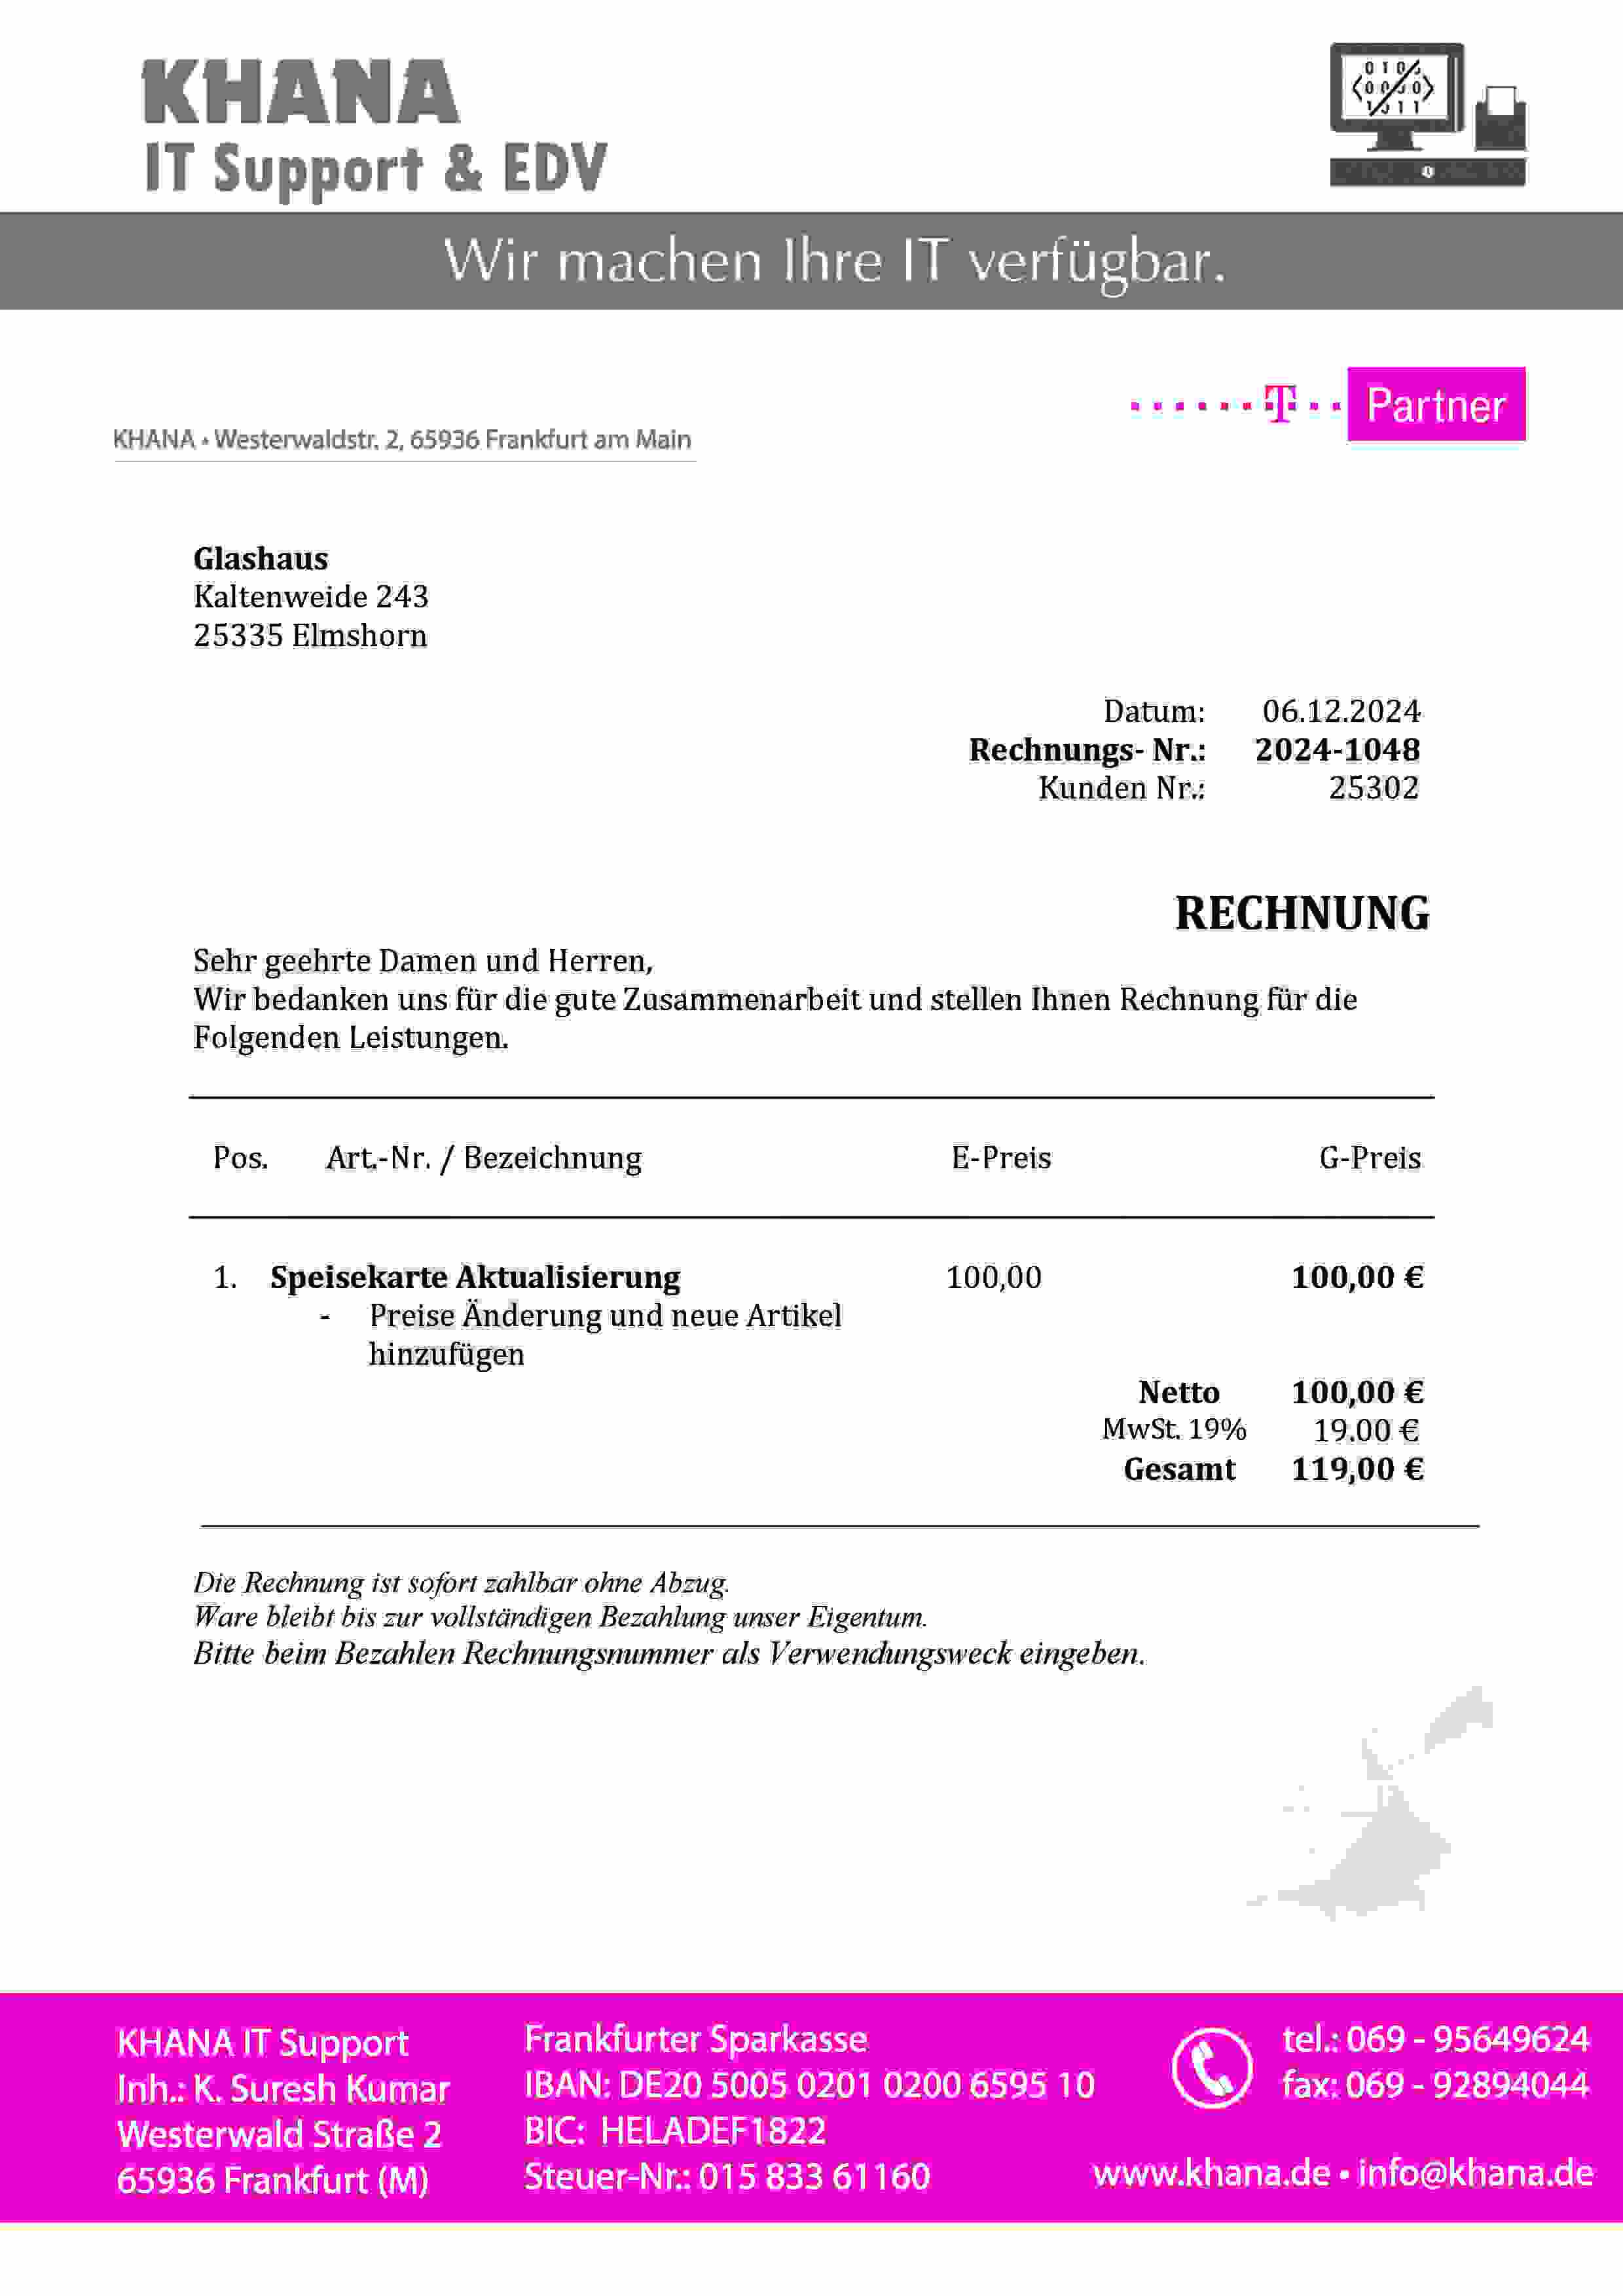 KHANA
IT Support & EDV
Wir machen Ihre IT verfügbar.
T Partner
KHANA • Westerwaldstr. 2, 65936 Frankfurt am Main
Glashaus
Kaltenweide 243
25335 Elmshorn
Datum: 06.12.2024
Rechnungs- Nr.: 2024-1048
Kunden Nr.: 25302
RECHNUNG
Sehr geehrte Damen und Herren,
Wir bedanken uns für die gute Zusammenarbeit und stellen Ihnen Rechnung für die
Folgenden Leistungen.
Pos. Art.-Nr. / Bezeichnung E-Preis G-Preis
1. Speisekarte Aktualisierung 100,00 100,00 €
- Preise Änderung und neue Artikel
hinzufügen
Netto 100,00 €
MwSt. 19% 19.00 €
Gesamt 119,00 €
Die Rechnung ist sofort zahlbar ohne Abzug.
Ware bleibt bis zur vollständigen Bezahlung unser Eigentum.
Bitte beim Bezahlen Rechnungsnummer als Verwendungsweck eingeben.
KHANA IT Support
Inh.: K. Suresh Kumar
Westerwald Straße 2
65936 Frankfurt (M)
Frankfurter Sparkasse
IBAN: DE20 5005 0201 0200 6595 10
BIC: HELADEF1822
Steuer-Nr.: 015 833 61160
tel.: 069 - 95649624
fax: 069 - 92894044
www.khana.de • info@khana.de